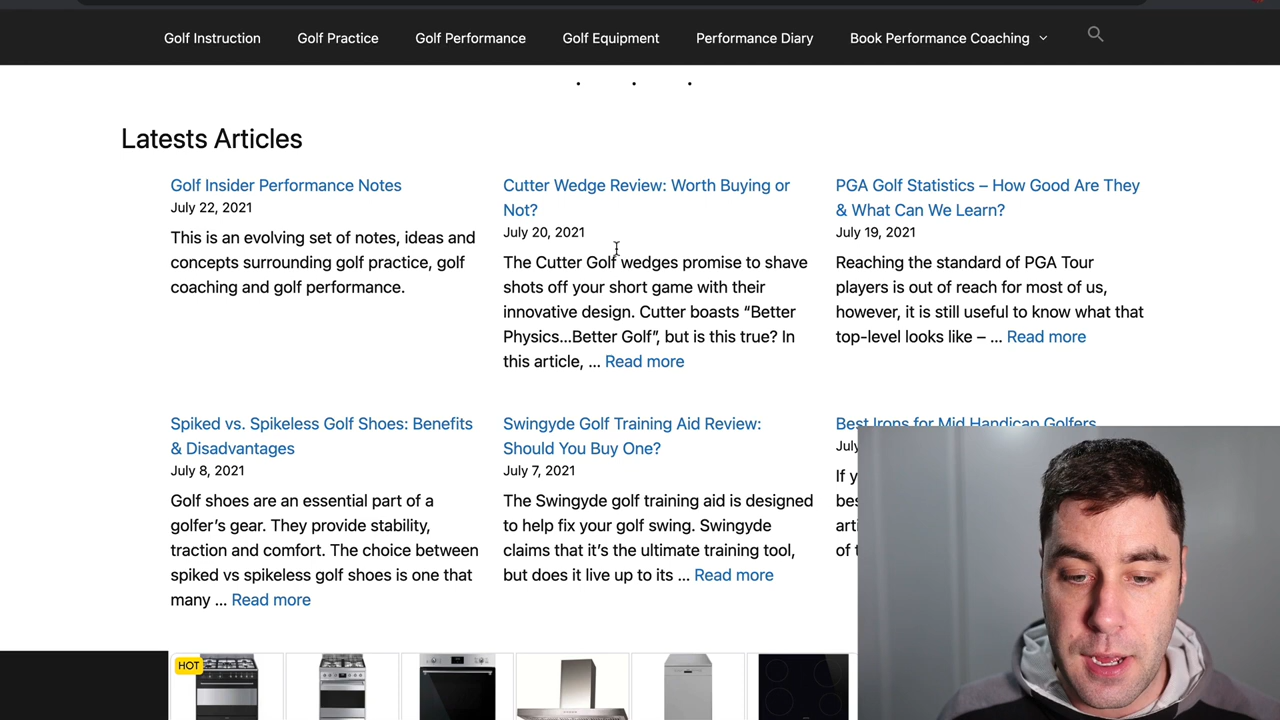 Golf Instruction Golf Practice Golf Performance Golf Equipment Performance Diary Book Performance Coaching
Latests Articles
Golf Insider Performance Notes
July 22, 2021
This is an evolving set of notes, ideas and
concepts surrounding golf practice, golf
coaching and golf performance.
Cutter Wedge Review: Worth Buying or
Not?
July 20, 2021
The Cutter Golf wedges promise to shave
shots off your short game with their
innovative design. Cutter boasts “Better
Physics...Better Golf”, but is this true? In
this article, ... Read more
PGA Golf Statistics – How Good Are They
& What Can We Learn?
July 19, 2021
Reaching the standard of PGA Tour
players is out of reach for most of us,
however, it is still useful to know what that
top-level looks like – ... Read more
Spiked vs. Spikeless Golf Shoes: Benefits
& Disadvantages
July 8, 2021
Golf shoes are an essential part of a
golfer’s gear. They provide stability,
traction and comfort. The choice between
spiked vs spikeless golf shoes is one that
many ... Read more
Swingyde Golf Training Aid Review:
Should You Buy One?
July 7, 2021
The Swingyde golf training aid is designed
to help fix your golf swing. Swingyde
claims that it’s the ultimate training tool,
but does it live up to its ... Read more
Best Irons for Mid Handicap Golfers
If
of
HOT